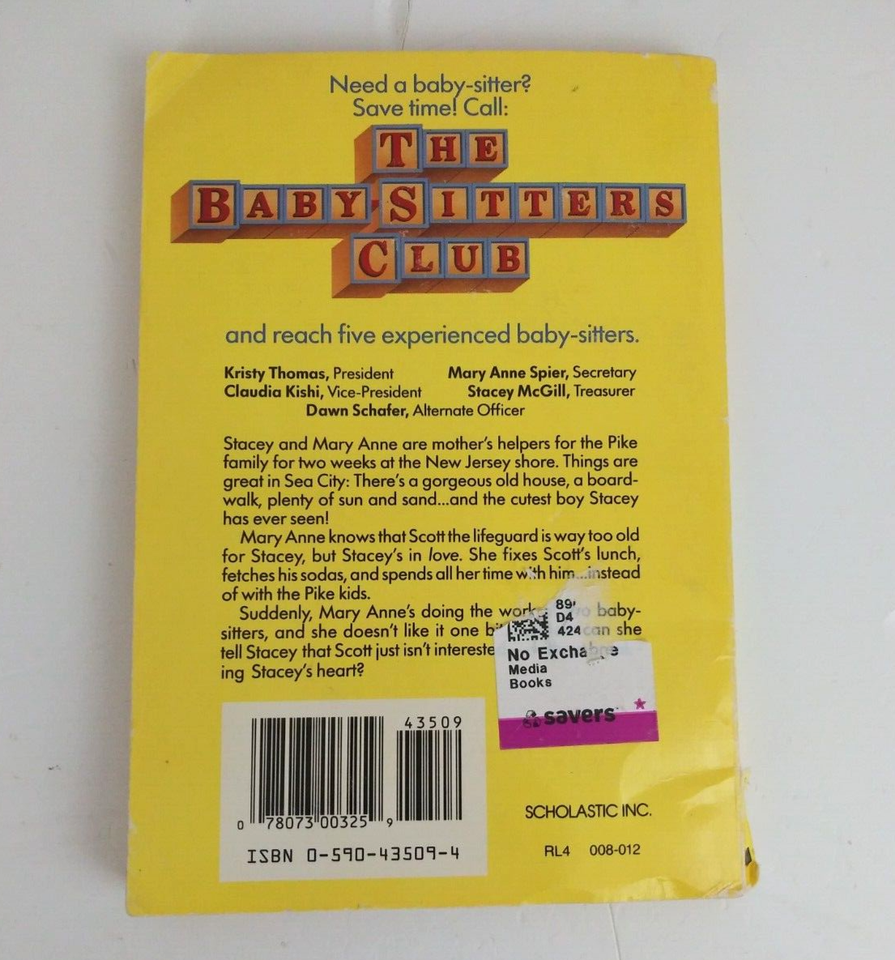 Need a baby-sitter?
Save time! Call:
THE
BABY-SITTERS
CLUB
and reach five experienced baby-sitters.
Kristy Thomas, President Mary Anne Spier, Secretary
Claudia Kishi, Vice-President Stacey McGill, Treasurer
Dawn Schafer, Alternate Officer
Stacey and Mary Anne are mother's helpers for the Pike
family for two weeks at the New Jersey shore. Things are
great in Sea City: There's a gorgeous old house, a board-
walk, plenty of sun and sand...and the cutest boy Stacey
has ever seen!
Mary Anne knows that Scott the lifeguard is way too old
for Stacey, but Stacey's in love. She fixes Scott's lunch,
fetches his sodas, and spends all her time with him...instead
of with the Pike kids.
Suddenly, Mary Anne's doing the work baby-
sitters, and she doesn't like it one can she
tell Stacey that Scott just isn't
ing Stacey's heart?
89
D4
424
No Exchange
Media
Books
savers
43509
0 78073 00325 9
ISBN 0-590-43509-4
SCHOLASTIC INC.
RL4 008-012